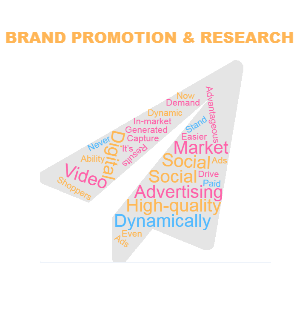 BRAND PROMOTION & RESEARCH
Now
Demand
Advantageous
Dynamic
In-market
Stand
Generated
Never
Capture
Easier
Digital
It's
Results
Market
Ability
Social
Ads
Video
Social
Drive
Shoppers
Paid
Advertising
High-quality
Dynamically
Even
Ads